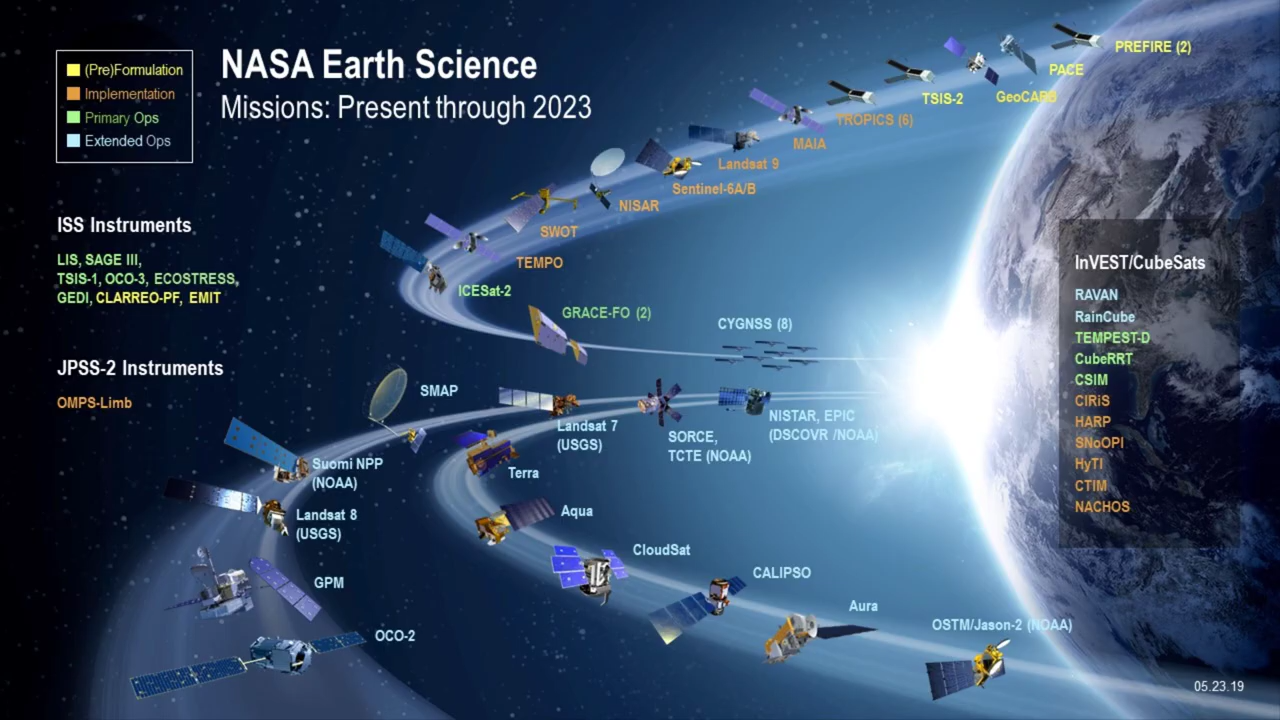 NASA Earth Science
Missions: Present through 2023
(Pre)Formulation
Implementation
Primary Ops
Extended Ops
ISS Instruments
LIS, SAGE III,
TSIS-1, OCO-3, ECOSTRESS,
GEDI, CLARREO-PF, EMIT
JPSS-2 Instruments
OMPS-Limb
PREFIRE (2)
PACE
GeoCARB
TSIS-2
TROPICS (6)
MAIA
Landsat 9
Sentinel-6A/B
NISAR
SWOT
TEMPO
ICESat-2
GRACE-FO (2)
CYGNSS (8)
NISTAR, EPIC
(DSCOVR /NOAA)
SORCE,
TCTE (NOAA)
Landsat 7
(USGS)
SMAP
Suomi NPP
(NOAA)
Landsat 8
(USGS)
GPM
OCO-2
Terra
Aqua
CloudSat
CALIPSO
Aura
OSTM/Jason-2 (NOAA)
InVEST/CubeSats
RAVAN
RainCube
TEMPEST-D
CubeRRT
CSIM
CIRiS
HARP
SNoOPI
HyTI
CTIM
NACHOS
05.23.19